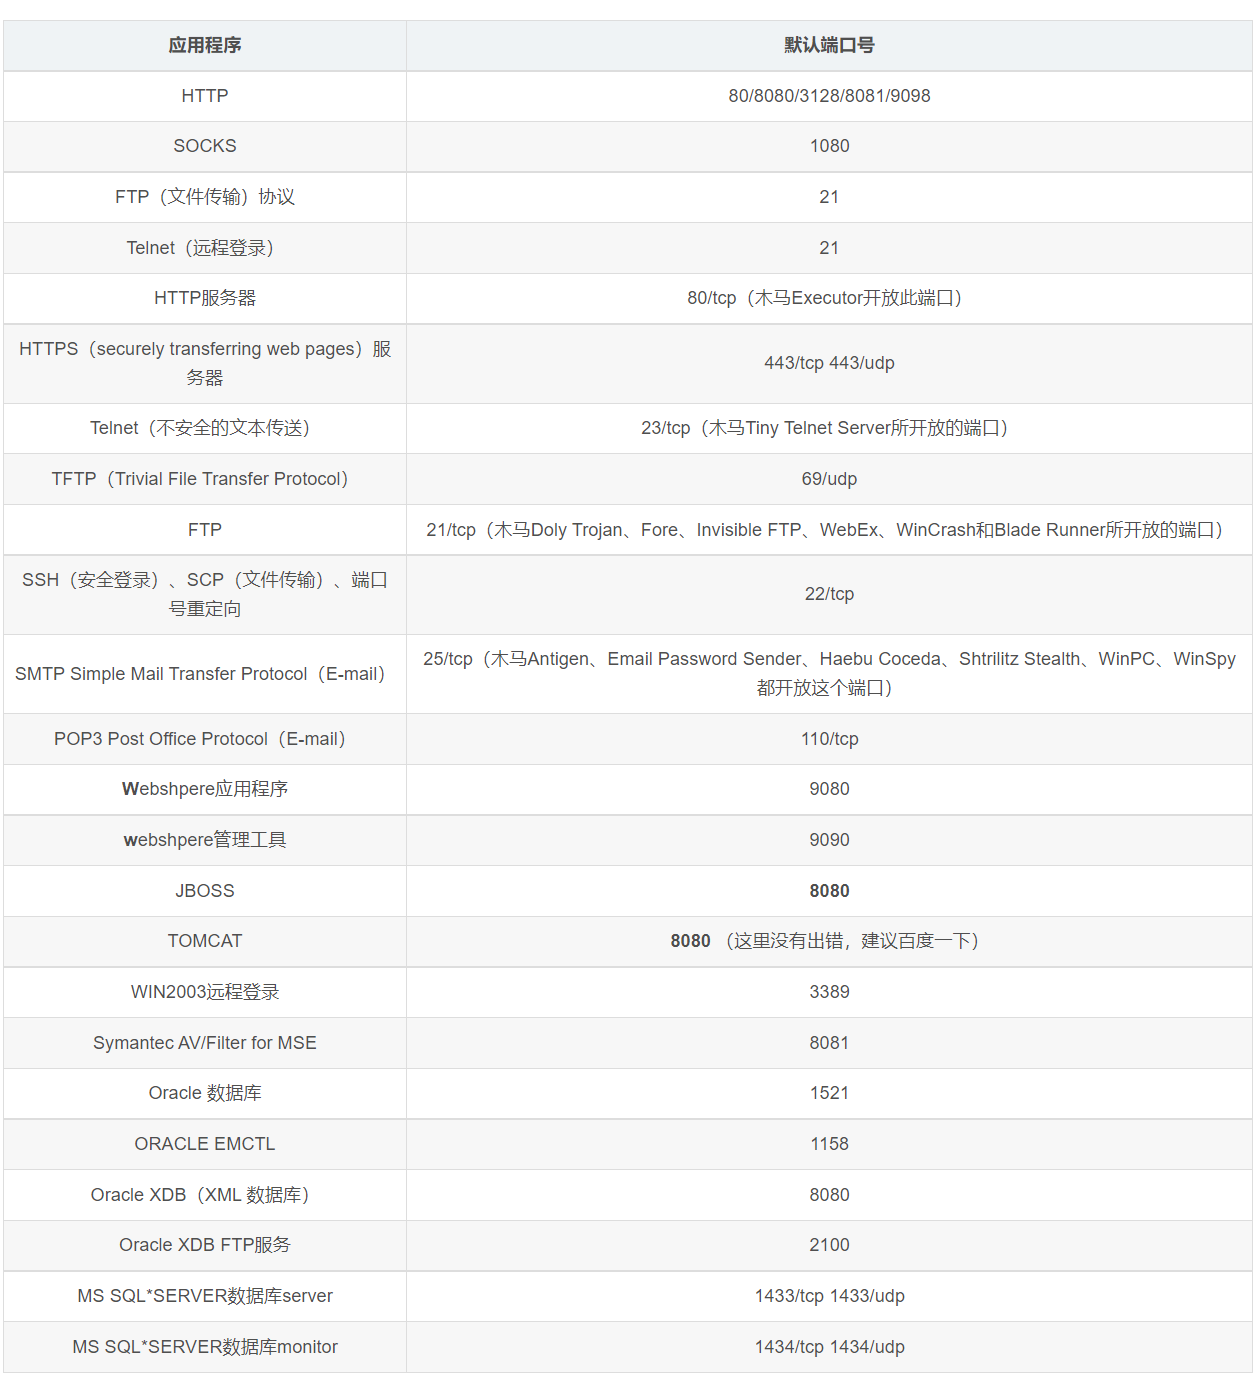 应用程序 默认端口号
HTTP 80/8080/3128/8081/9098
SOCKS 1080
FTP（文件传输）协议 21
Telnet（远程登录） 21
HTTP服务器 80/tcp（木马Executor开放此端口）
HTTPS（securely transferring web pages）服
务器 443/tcp 443/udp
Telnet（不安全的文本传送） 23/tcp（木马Tiny Telnet Server所开放的端口）
TFTP（Trivial File Transfer Protocol） 69/udp
FTP 21/tcp（木马Doly Trojan、Fore、Invisible FTP、WebEx、WinCrash和Blade Runner所开放的端口）
SSH（安全登录）、SCP（文件传输）、端口
号重定向 22/tcp
SMTP Simple Mail Transfer Protocol（E-mail） 25/tcp（木马Antigen、Email Password Sender、Haebu Coceda、Shtrilitz Stealth、WinPC、WinSpy
都开放这个端口）
POP3 Post Office Protocol（E-mail） 110/tcp
Webshpere应用程序 9080
webshpere管理工具 9090
JBOSS 8080
TOMCAT 8080 （这里没有出错，建议百度一下）
WIN2003远程登录 3389
Symantec AV/Filter for MSE 8081
Oracle 数据库 1521
ORACLE EMCTL 1158
Oracle XDB（XML 数据库） 8080
Oracle XDB FTP服务 2100
MS SQL*SERVER数据库server 1433/tcp 1433/udp
MS SQL*SERVER数据库monitor 1434/tcp 1434/udp